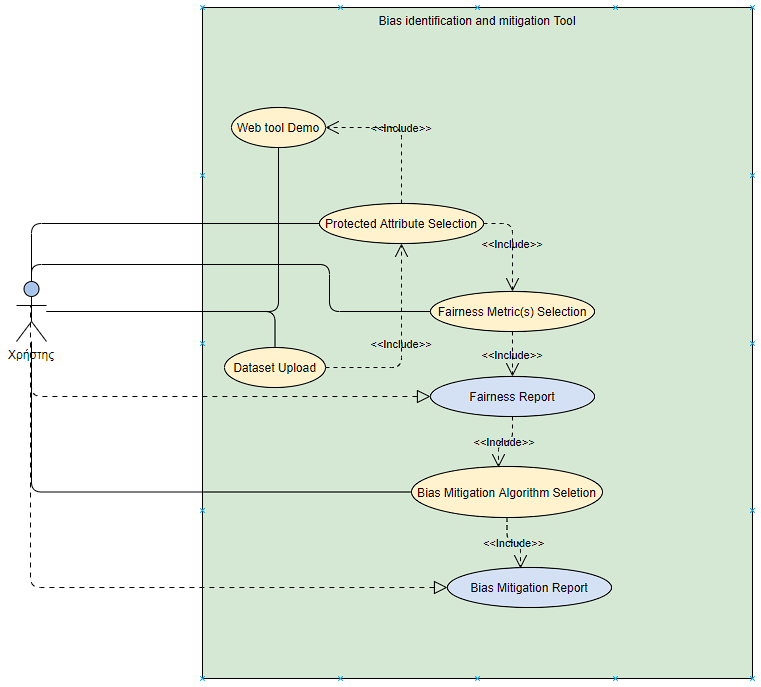 Bias identification and mitigation Tool
Web tool Demo
<<Include>>
Protected Attribute Selection
<<Include>>
Fairness Metric(s) Selection
Χρήστης
<<Include>>
<<Include>>
Dataset Upload
Fairness Report
<<Include>>
Bias Mitigation Algorithm Seletion
<<Include>>
Bias Mitigation Report